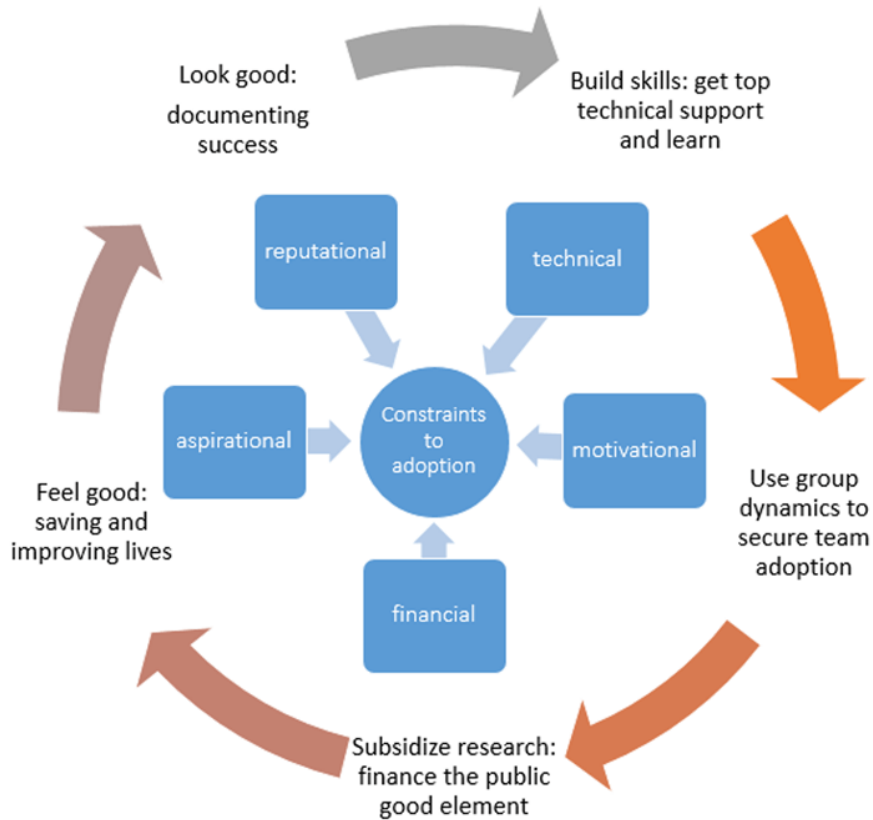 Look good:
documenting
success
Build skills: get top
technical support
and learn
reputational
technical
aspirational
Constraints
to
adoption
motivational
Feel good:
saving and
improving lives
Use group
dynamics to
secure team
adoption
financial
Subsidize research:
finance the public
good element